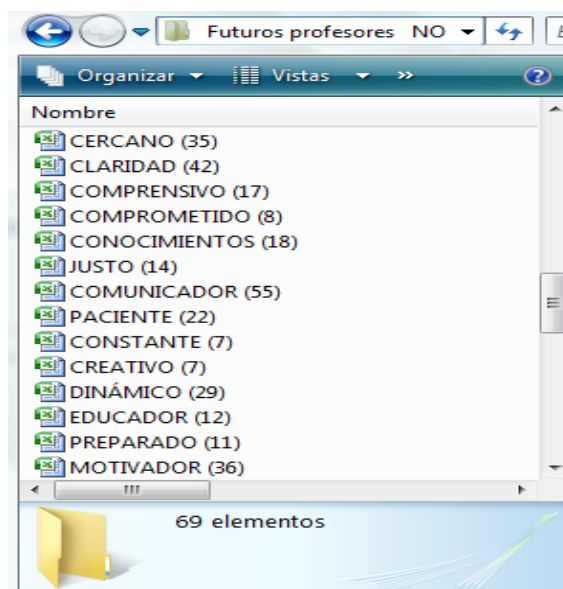 Futuros profesores NO
Organizar Vistas »
Nombre
CERCANO (35)
CLARIDAD (42)
COMPRENSIVO (17)
COMPROMETIDO (8)
CONOCIMIENTOS (18)
JUSTO (14)
COMUNICADOR (55)
PACIENTE (22)
CONSTANTE (7)
CREATIVO (7)
DINÁMICO (29)
EDUCADOR (12)
PREPARADO (11)
MOTIVADOR (36)
69 elementos